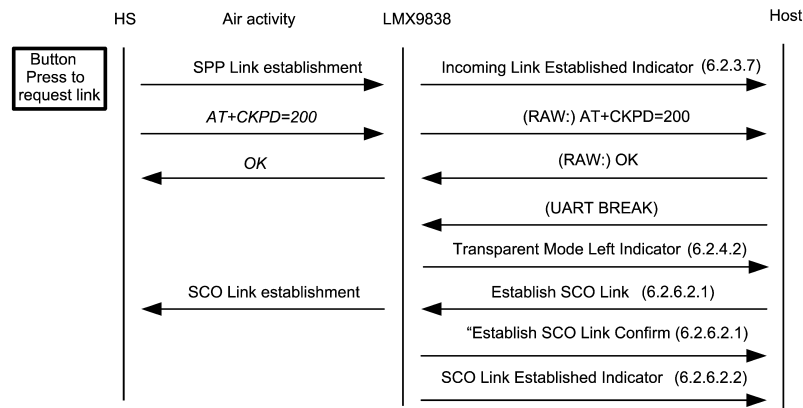 HS Air activity LMX9838 Host
Button
Press to
request link
SPP Link establishment Incoming Link Established Indicator (6.2.3.7)
AT+CKPD=200 (RAW:) AT+CKPD=200
OK (RAW:) OK
(UART BREAK)
Transparent Mode Left Indicator (6.2.4.2)
SCO Link establishment Establish SCO Link (6.2.6.2.1)
“Establish SCO Link Confirm (6.2.6.2.1)
SCO Link Established Indicator (6.2.6.2.2)